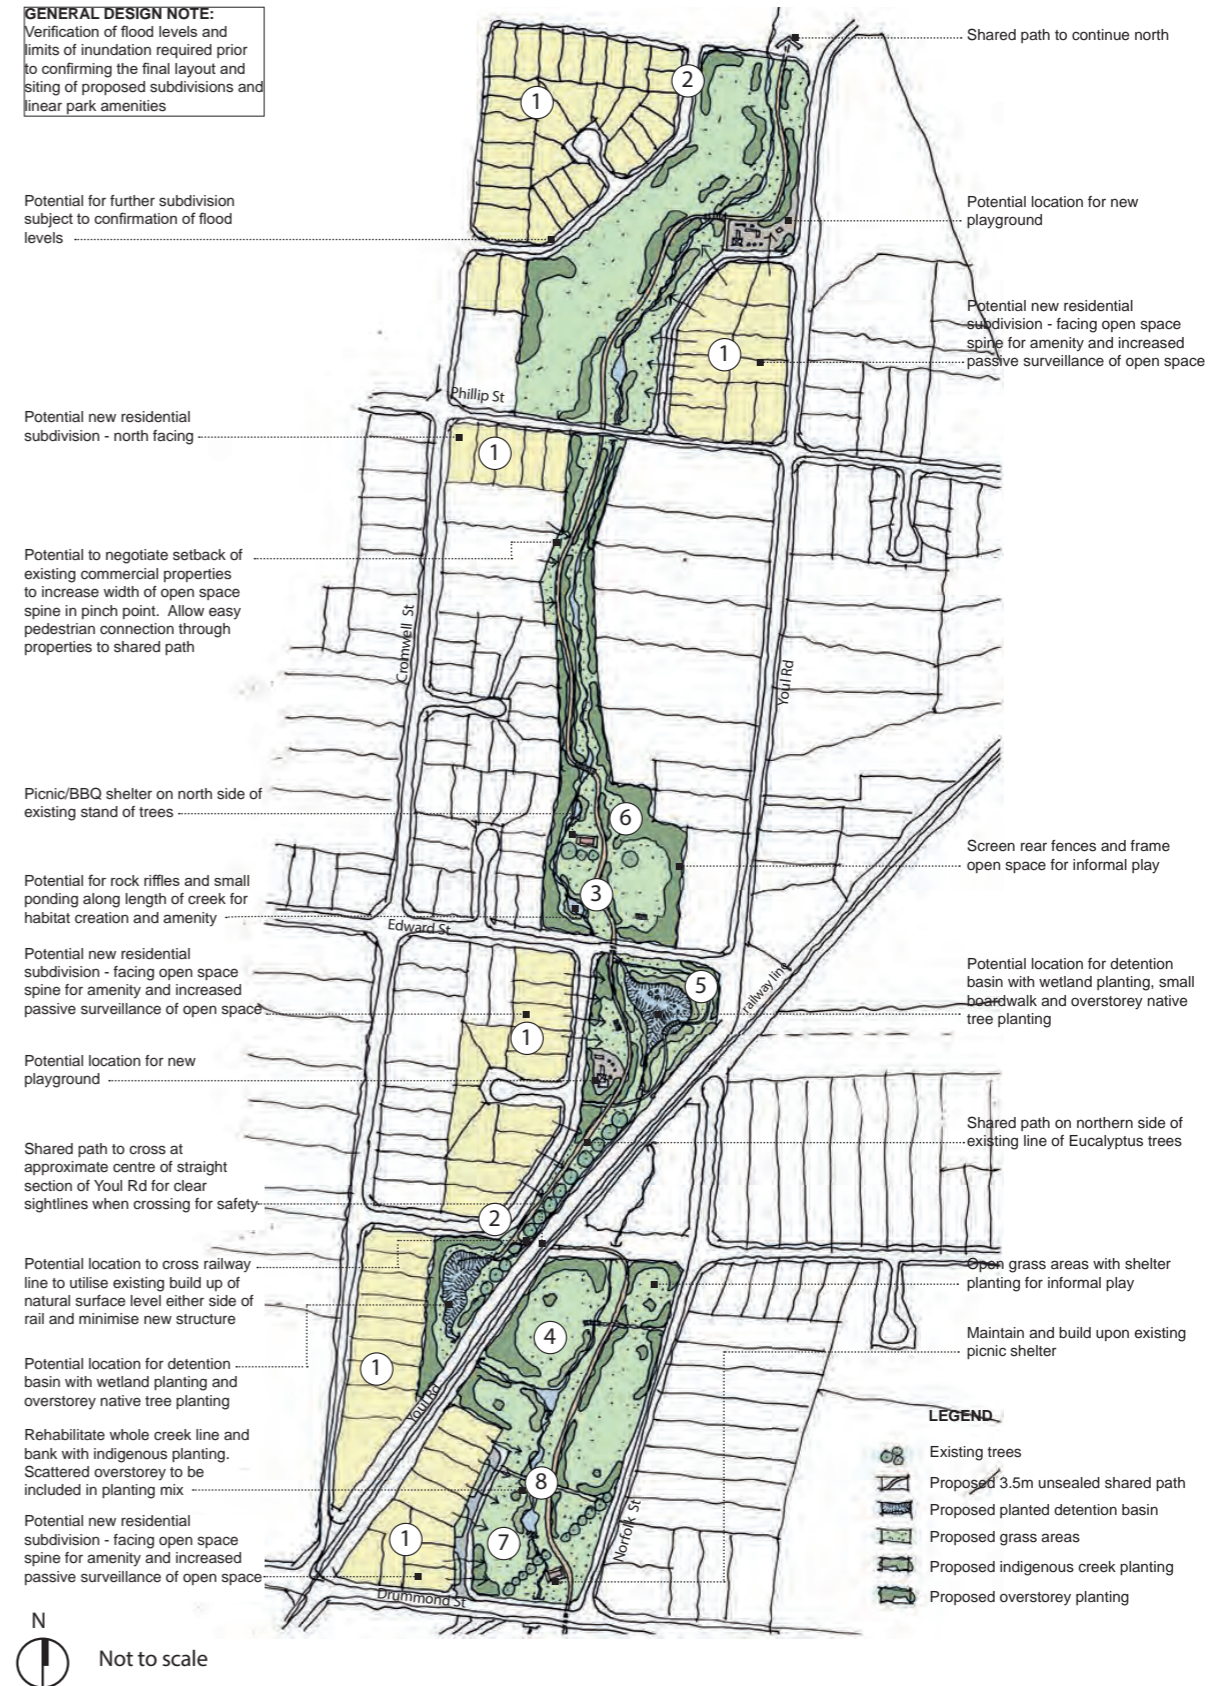 GENERAL DESIGN NOTE:
Verification of flood levels and
limits of inundation required prior
to confirming the final layout and
siting of proposed subdivisions and
linear park amenities
Shared path to continue north
2
1
Potential for further subdivision
subject to confirmation of flood
levels
Potential location for new
playground
Potential new residential
subdivision - facing open space
spine for amenity and increased
passive surveillance of open space
1
Phillip St
Potential new residential
subdivision - north facing
1
Potential to negotiate setback of
existing commercial properties
to increase width of open space
spine in pinch point. Allow easy
pedestrian connection through
properties to shared path
Cromwell St
Youl Rd
Picnic/BBQ shelter on north side of
existing stand of trees
6
Screen rear fences and frame
open space for informal play
Potential for rock riffles and small
ponding along length of creek for
habitat creation and amenity
3
Edward St
Potential new residential
subdivision - facing open space
spine for amenity and increased
passive surveillance of open space
railway line
5
Potential location for detention
basin with wetland planting, small
boardwalk and overstorey native
tree planting
1
Potential location for new
playground
Shared path on northern side of
existing line of Eucalyptus trees
Shared path to cross at
approximate centre of straight
section of Youl Rd for clear
sightlines when crossing for safety
2
Potential location to cross railway
line to utilise existing build up of
natural surface level either side of
rail and minimise new structure
Open grass areas with shelter
planting for informal play
4
Maintain and build upon existing
picnic shelter
Potential location for detention
basin with wetland planting and
overstorey native tree planting
1
Youl Rd
Rehabilitate whole creek line and
bank with indigenous planting.
Scattered overstorey to be
included in planting mix
8
Potential new residential
subdivision - facing open space
spine for amenity and increased
passive surveillance of open space
1
7
Norfolk St
Drummond St
LEGEND
Existing trees
Proposed 3.5m unsealed shared path
Proposed planted detention basin
Proposed grass areas
Proposed indigenous creek planting
Proposed overstorey planting
N
Not to scale